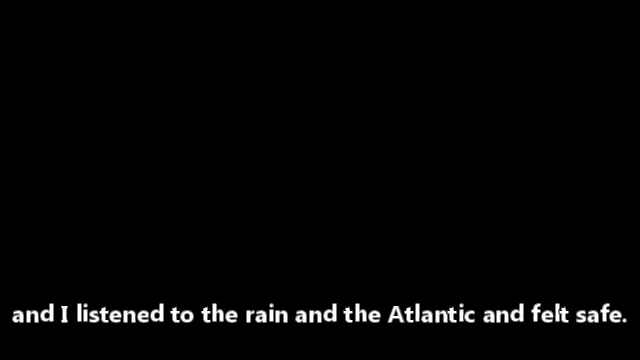 and I listened to the rain and the Atlantic and felt safe.